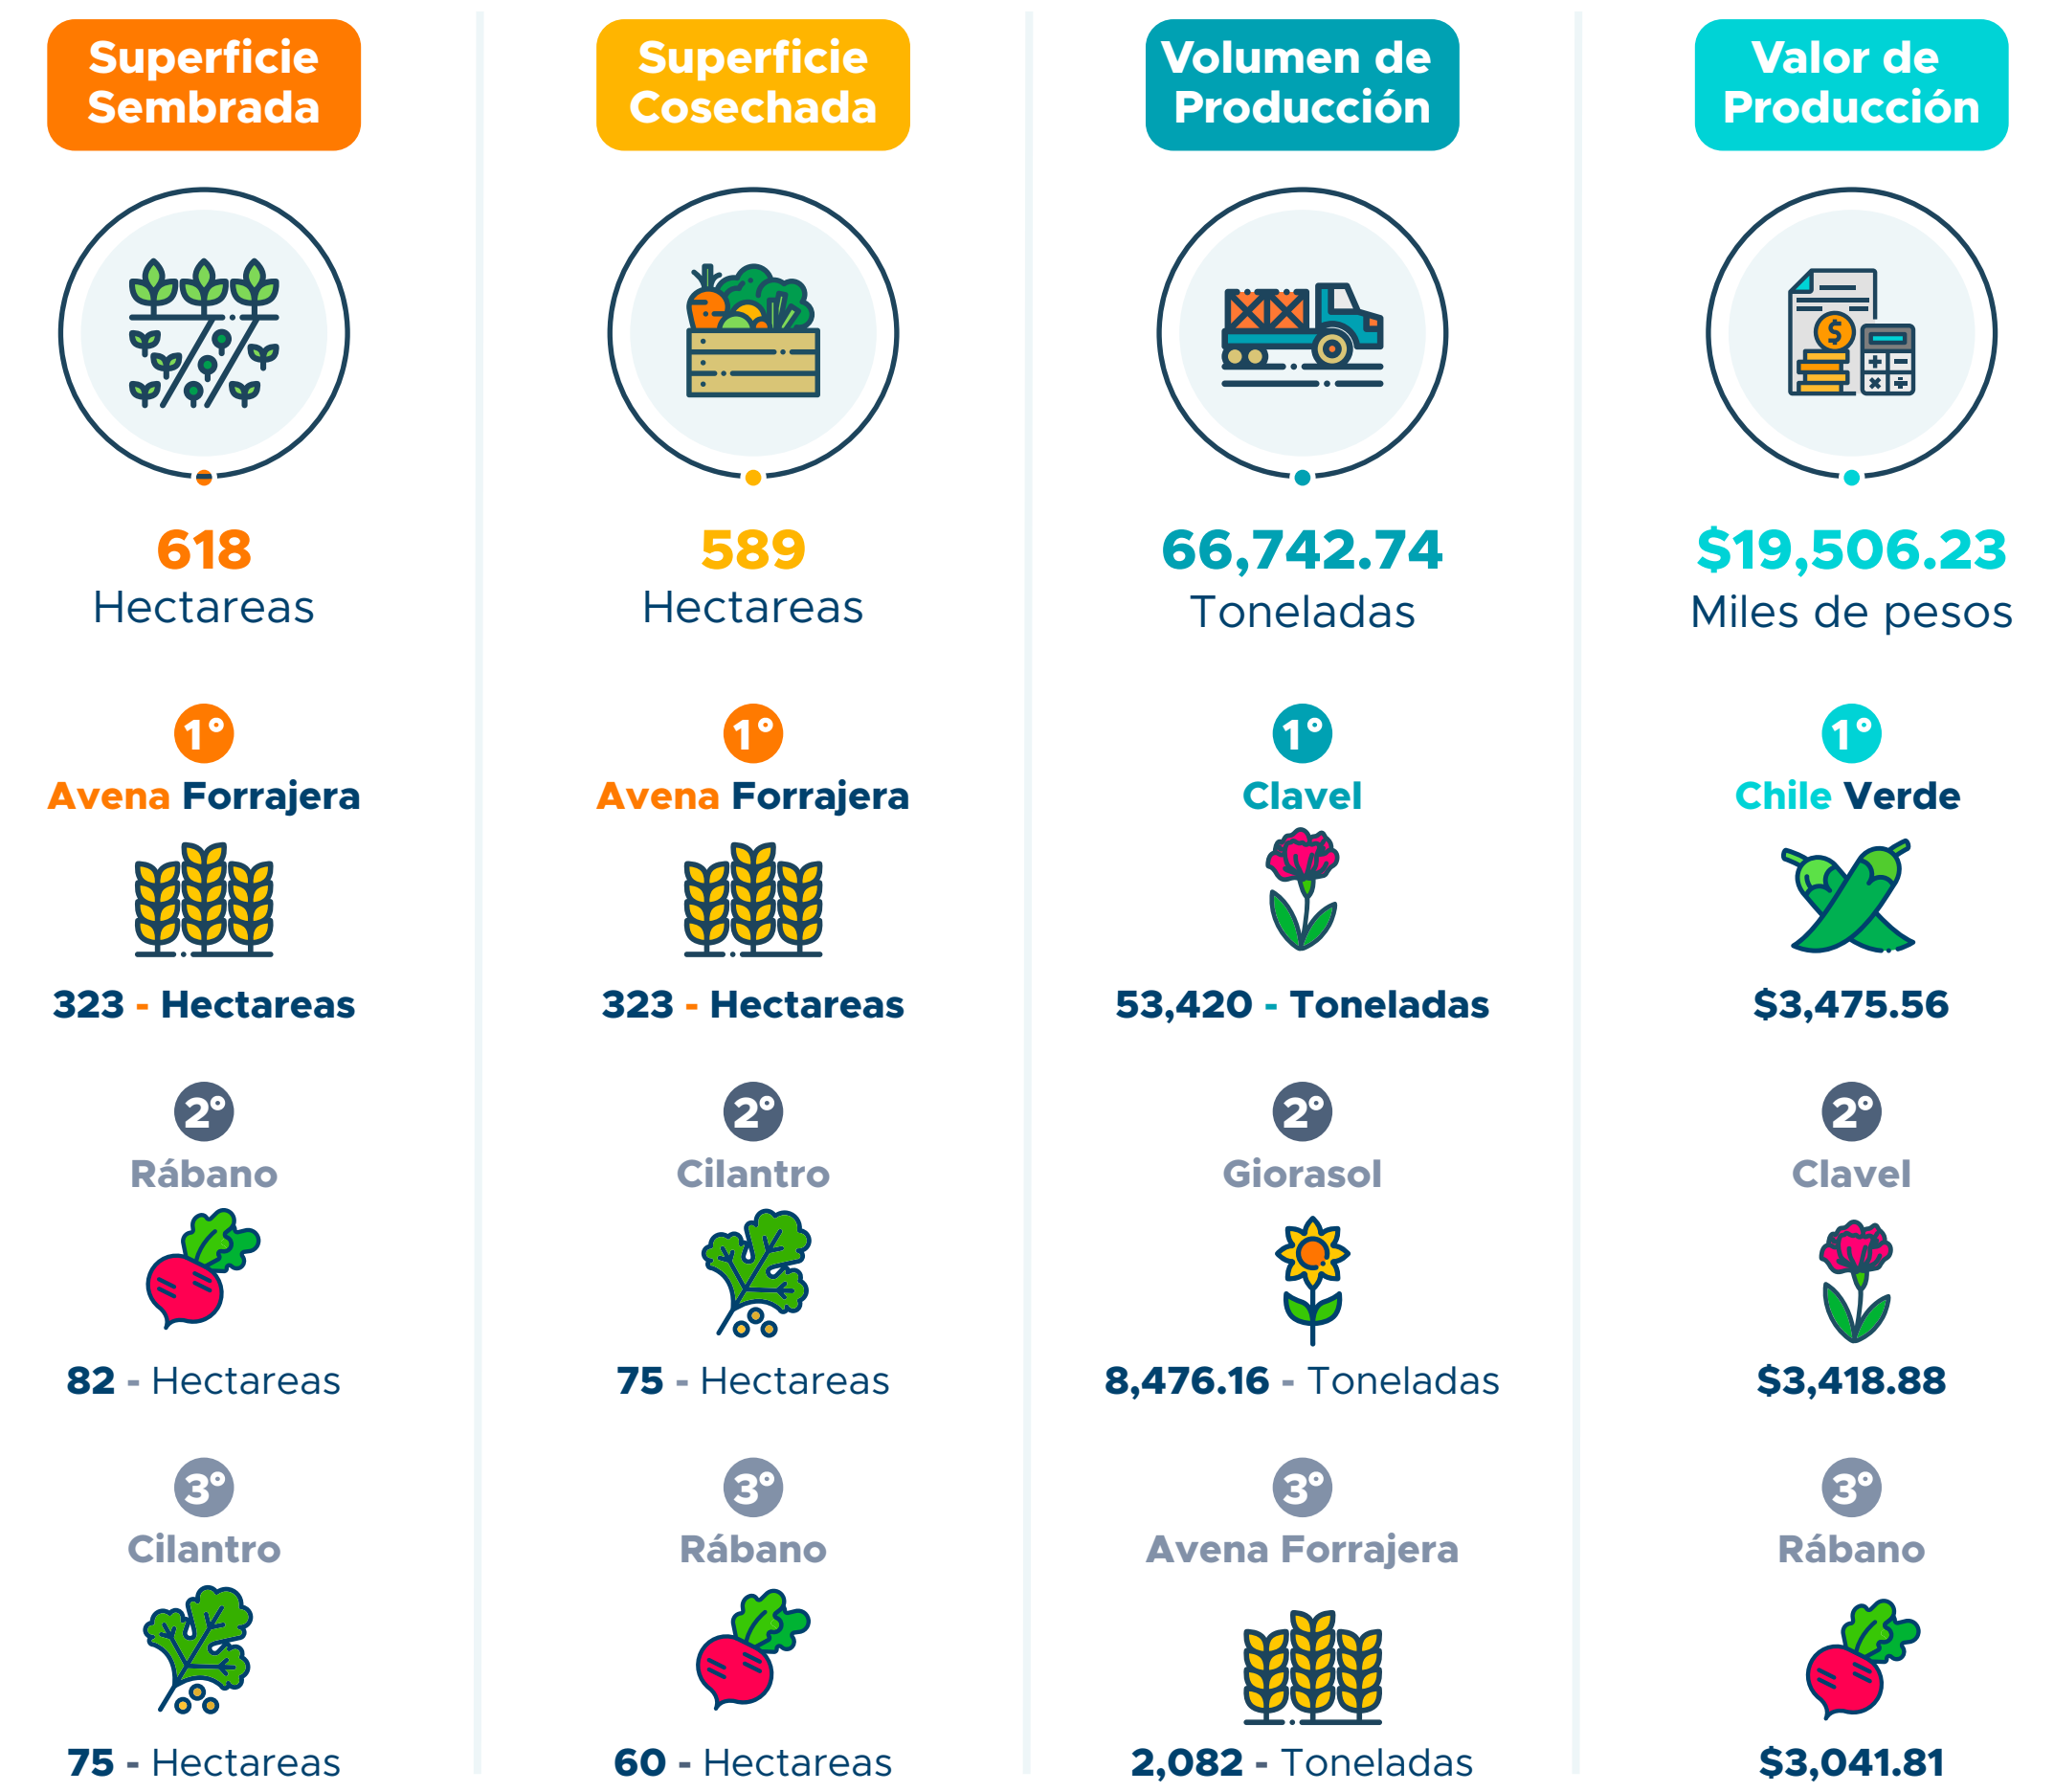 Superficie
Sembrada
618
Hectareas
1°
Avena Forrajera
323 - Hectareas
2°
Rábano
82 - Hectareas
3°
Cilantro
75 - Hectareas
Superficie
Cosechada
589
Hectareas
1°
Avena Forrajera
323 - Hectareas
2°
Cilantro
75 - Hectareas
3°
Rábano
60 - Hectareas
Volumen de
Producción
66,742.74
Toneladas
1°
Clavel
53,420 - Toneladas
2°
Giorasol
8,476.16 - Toneladas
3°
Avena Forrajera
2,082 - Toneladas
Valor de
Producción
$19,506.23
Miles de pesos
1°
Chile Verde
$3,475.56
2°
Clavel
$3,418.88
3°
Rábano
$3,041.81